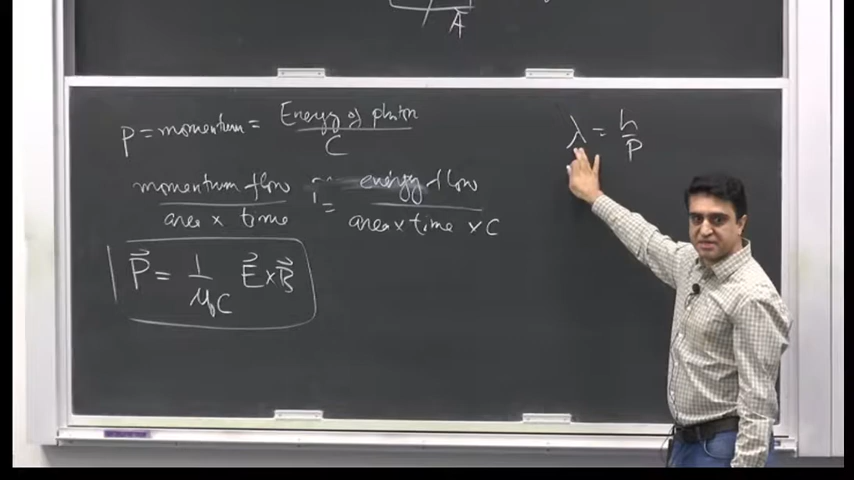 A
P = momentum = Energy of photon / C
momentum flow / area x time = energy flow / area x time x C
P⃗ = 1 / μ₀C E⃗ x B⃗
λ = h / P